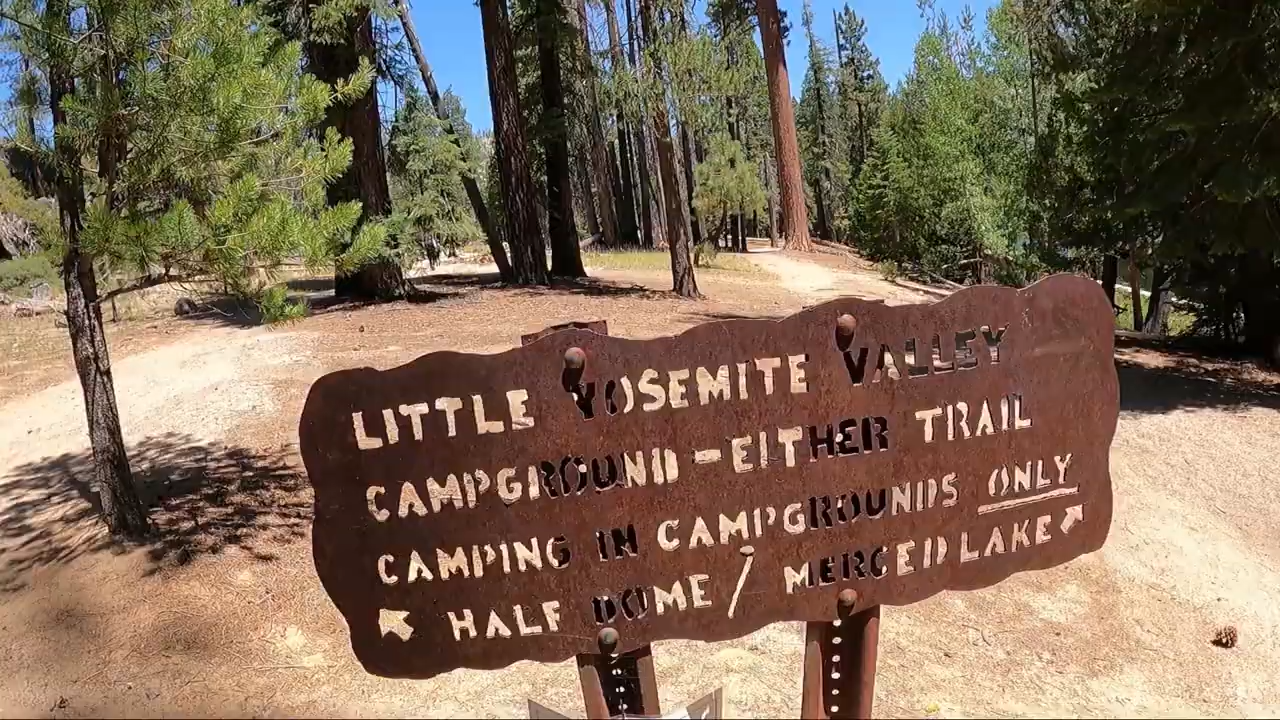 LITTLE YOSEMITE VALLEY
CAMPGROUND-EITHER TRAIL
CAMPING IN CAMPGROUNDS ONLY
HALF DOME / MERCED LAKE